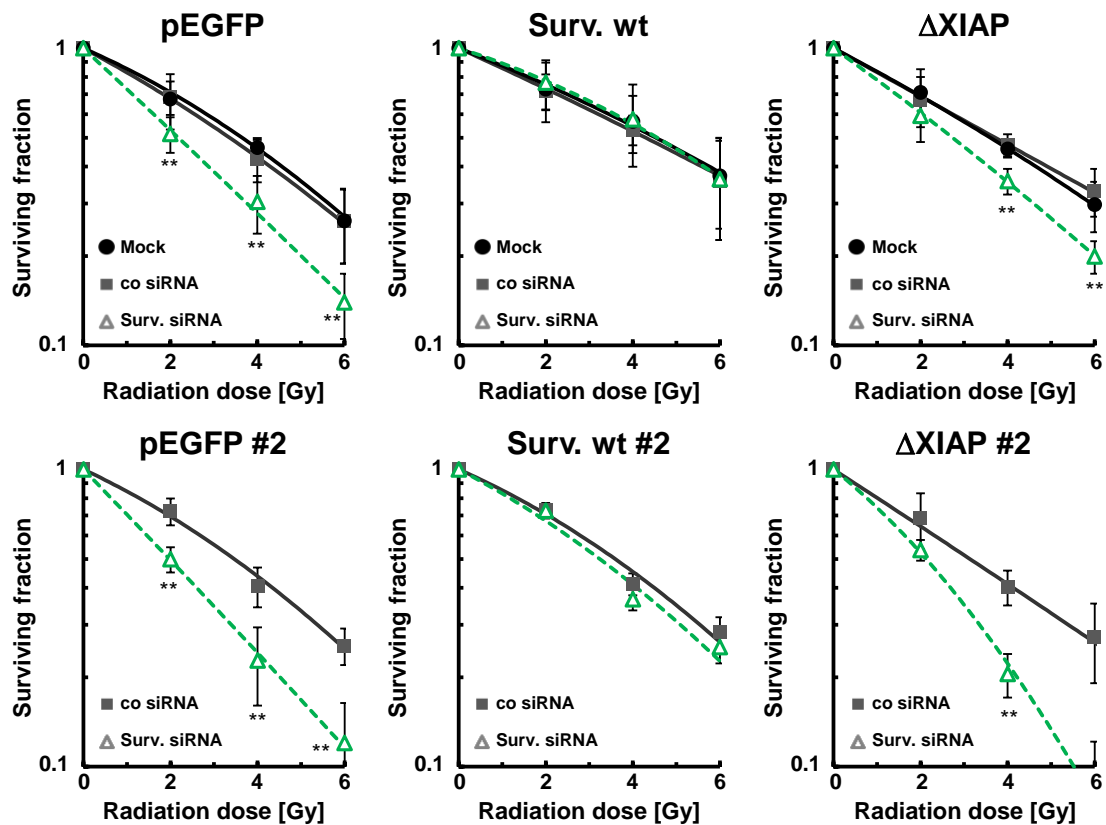 pEGFP
Surv. wt
ΔXIAP
1
1
1
Surviving fraction
Surviving fraction
Surviving fraction
**
**
**
**
**
Mock
co siRNA
Surv. siRNA
Mock
co siRNA
Surv. siRNA
Mock
co siRNA
Surv. siRNA
0.1
0.1
0.1
0 2 4 6
0 2 4 6
0 2 4 6
Radiation dose [Gy]
Radiation dose [Gy]
Radiation dose [Gy]
pEGFP #2
Surv. wt #2
ΔXIAP #2
1
1
1
Surviving fraction
Surviving fraction
Surviving fraction
**
**
**
**
co siRNA
Surv. siRNA
co siRNA
Surv. siRNA
co siRNA
Surv. siRNA
0.1
0.1
0.1
0 2 4 6
0 2 4 6
0 2 4 6
Radiation dose [Gy]
Radiation dose [Gy]
Radiation dose [Gy]